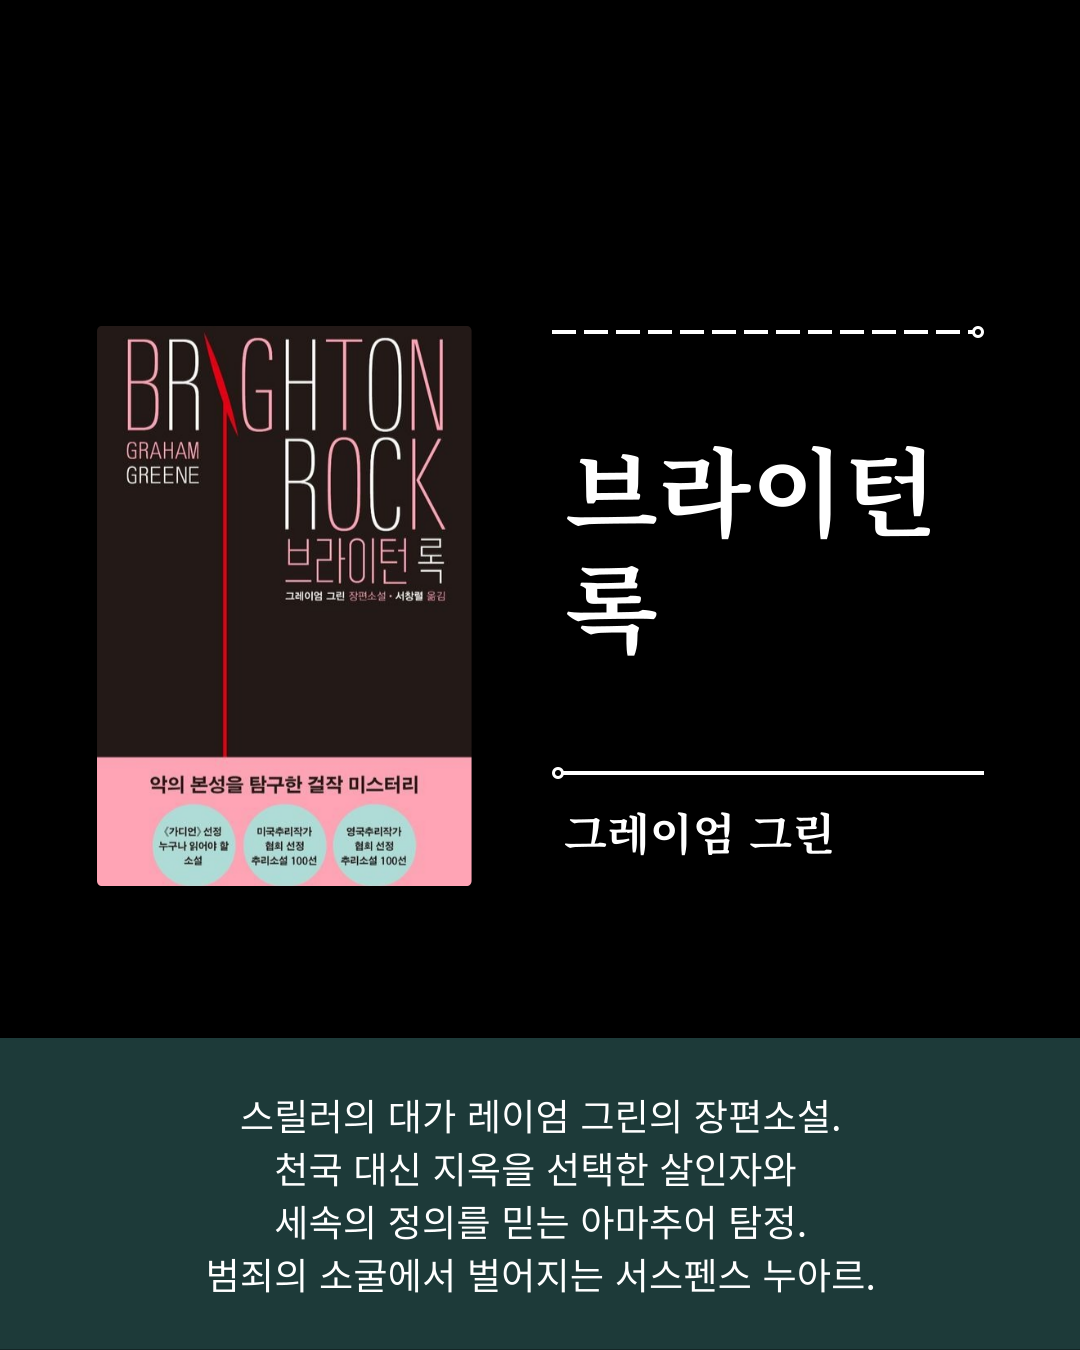 BRIGHTON
GRAHAM
GREENE
ROCK
브라이턴 록
그레이엄 그린 장편소설 • 서창렬 옮김
악의 본성을 탐구한 걸작 미스터리
〈가디언〉 선정
누구나 읽어야 할
소설
미국추리작가
협회 선정
추리소설 100선
영국추리작가
협회 선정
추리소설 100선
브라이턴
록
그레이엄 그린
스릴러의 대가 레이엄 그린의 장편소설.
천국 대신 지옥을 선택한 살인자와
세속의 정의를 믿는 아마추어 탐정.
범죄의 소굴에서 벌어지는 서스펜스 누아르.